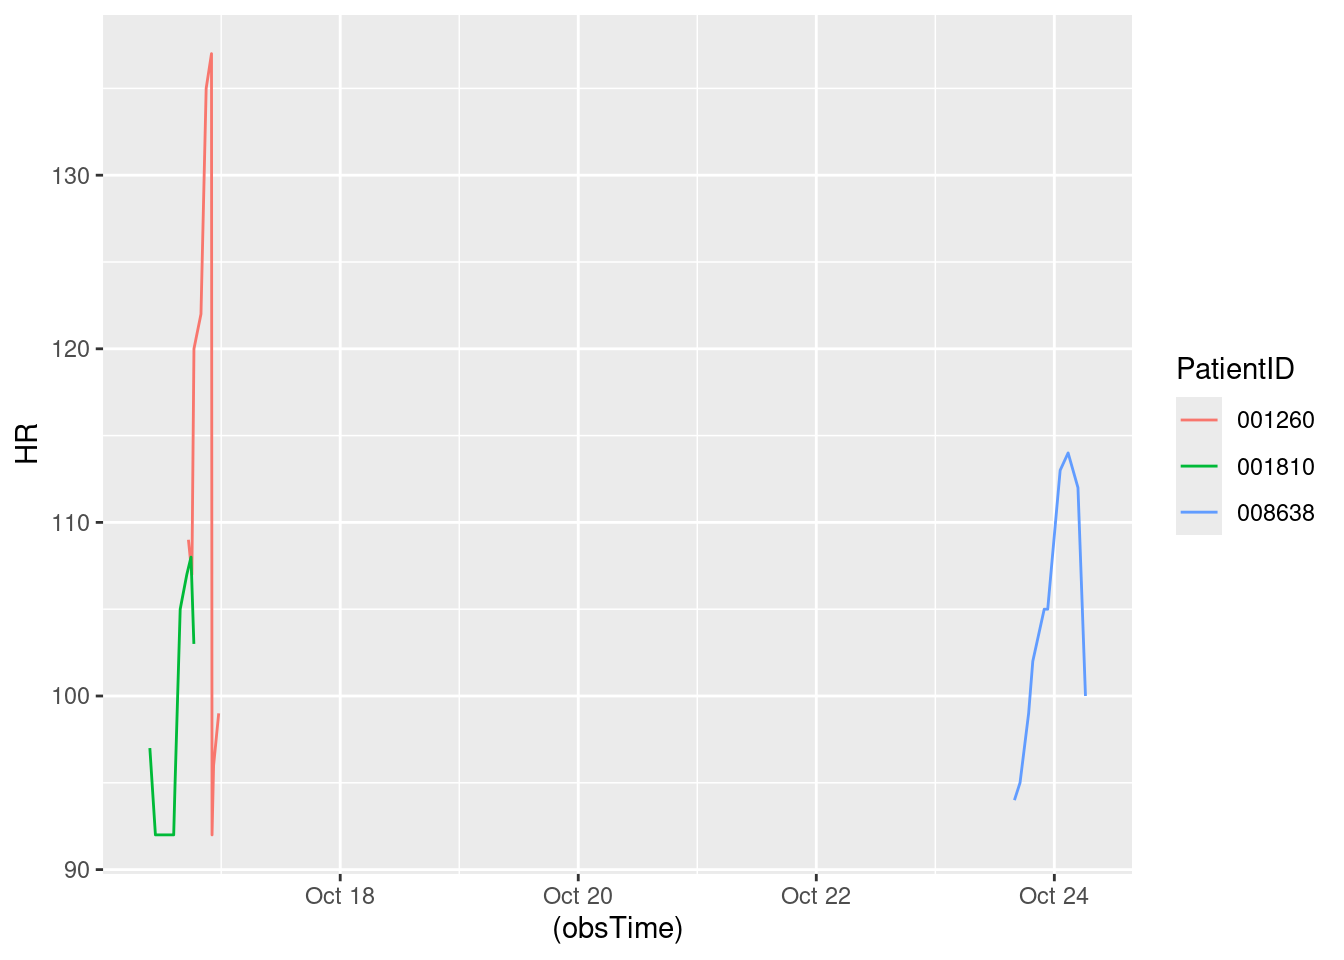 130
120
110
100
90
HR
Oct 18
Oct 20
Oct 22
Oct 24
(obsTime)
PatientID
001260
001810
008638